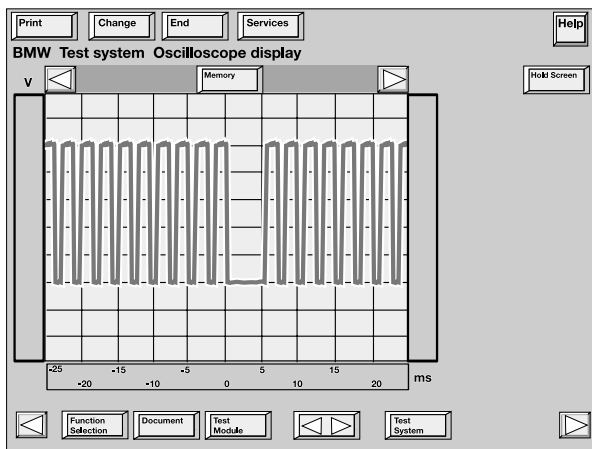 Print Change End Services Help
BMW Test system Oscilloscope display
V Memory Hold Screen
-25 -15 -5 5 15
-20 -10 0 10 20 ms
Function Selection Document Test Module Test System